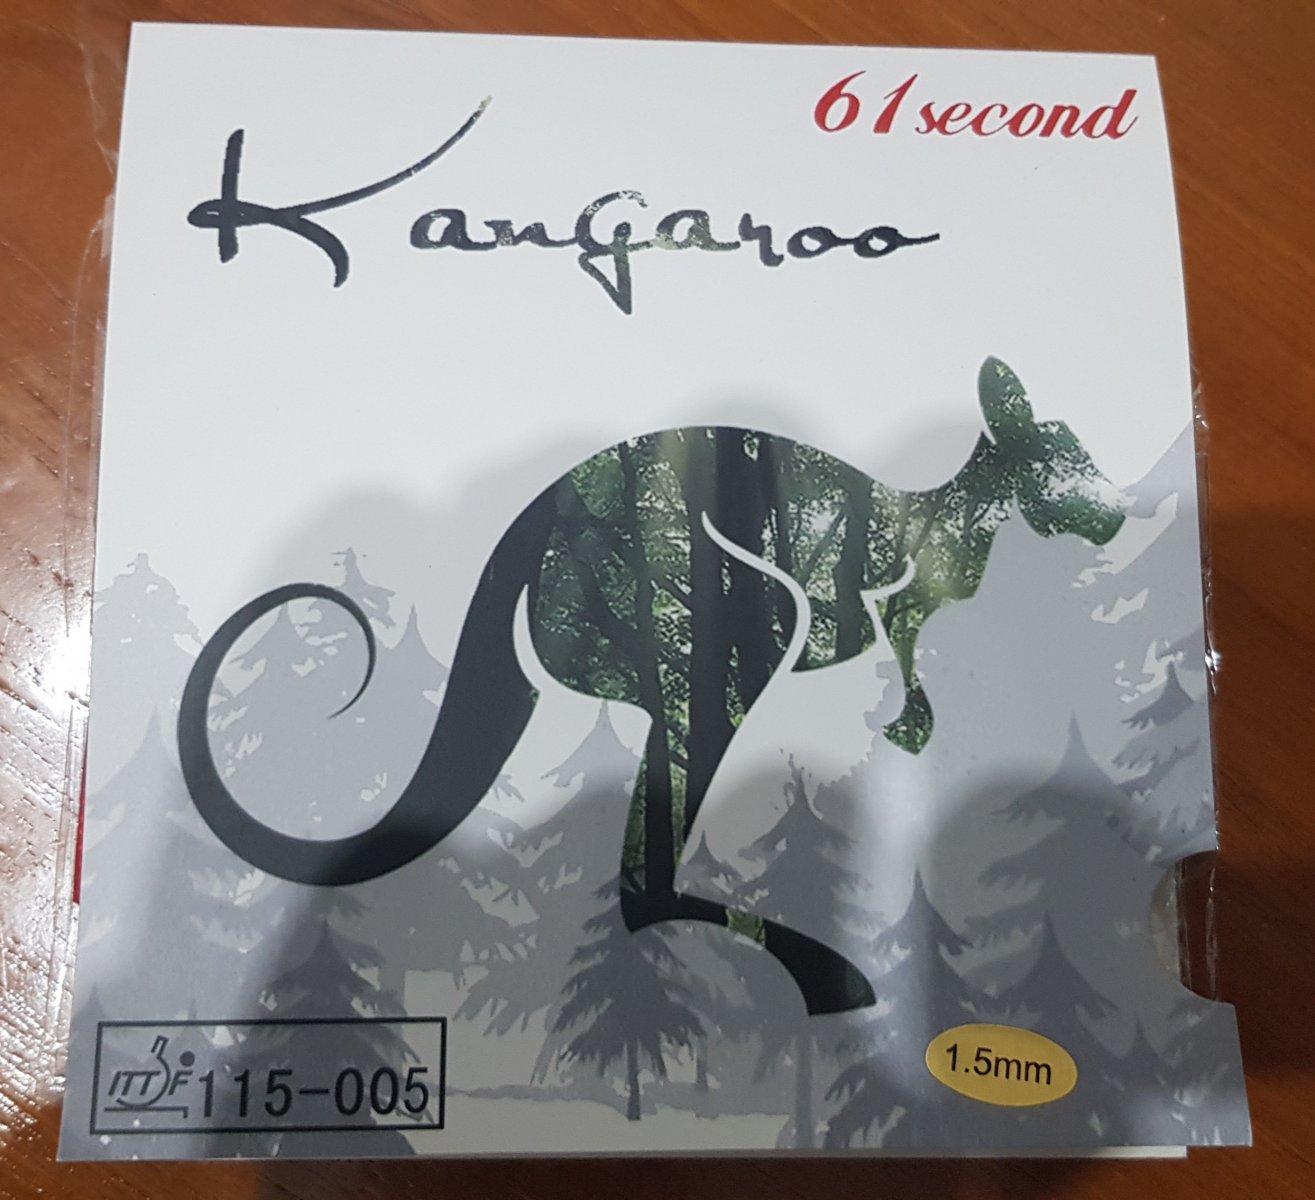 61second
Kangaroo
ITTF 115-005
1.5mm